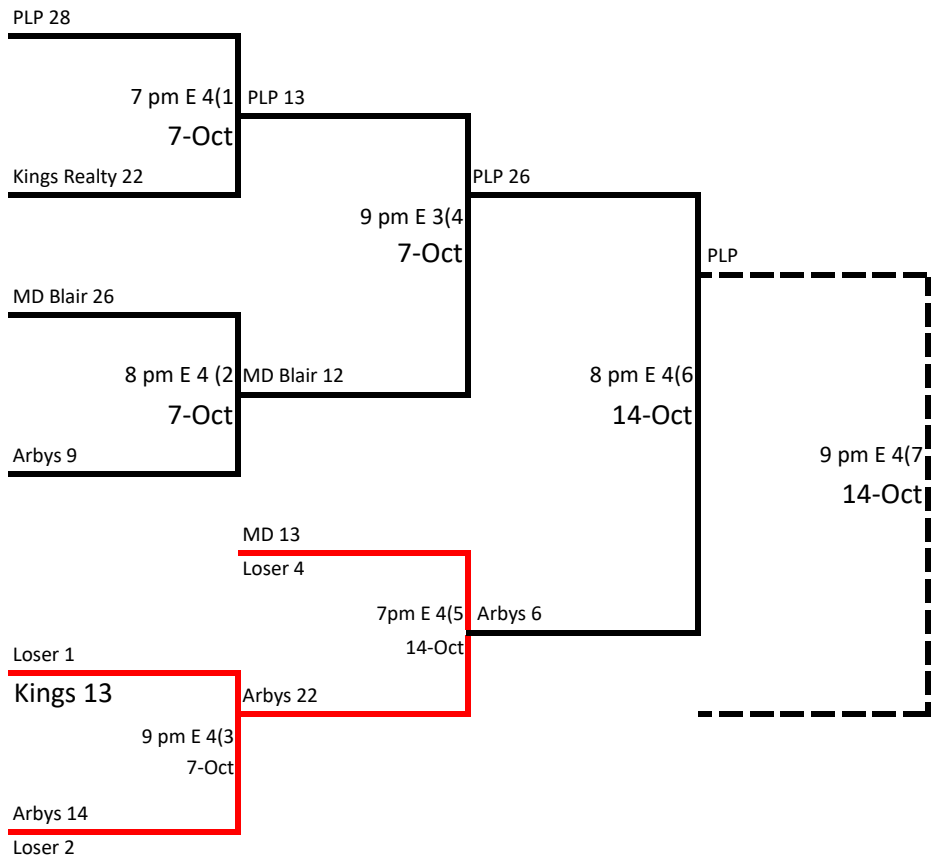 PLP 28
7 pm E 4(1
PLP 13
7-Oct
Kings Realty 22
PLP 26
9 pm E 3(4
7-Oct
PLP
MD Blair 26
8 pm E 4 (2
MD Blair 12
8 pm E 4(6
7-Oct
14-Oct
Arbys 9
9 pm E 4(7
14-Oct
MD 13
Loser 4
7pm E 4(5
Arbys 6
14-Oct
Loser 1
Kings 13
Arbys 22
9 pm E 4(3
7-Oct
Arbys 14
Loser 2